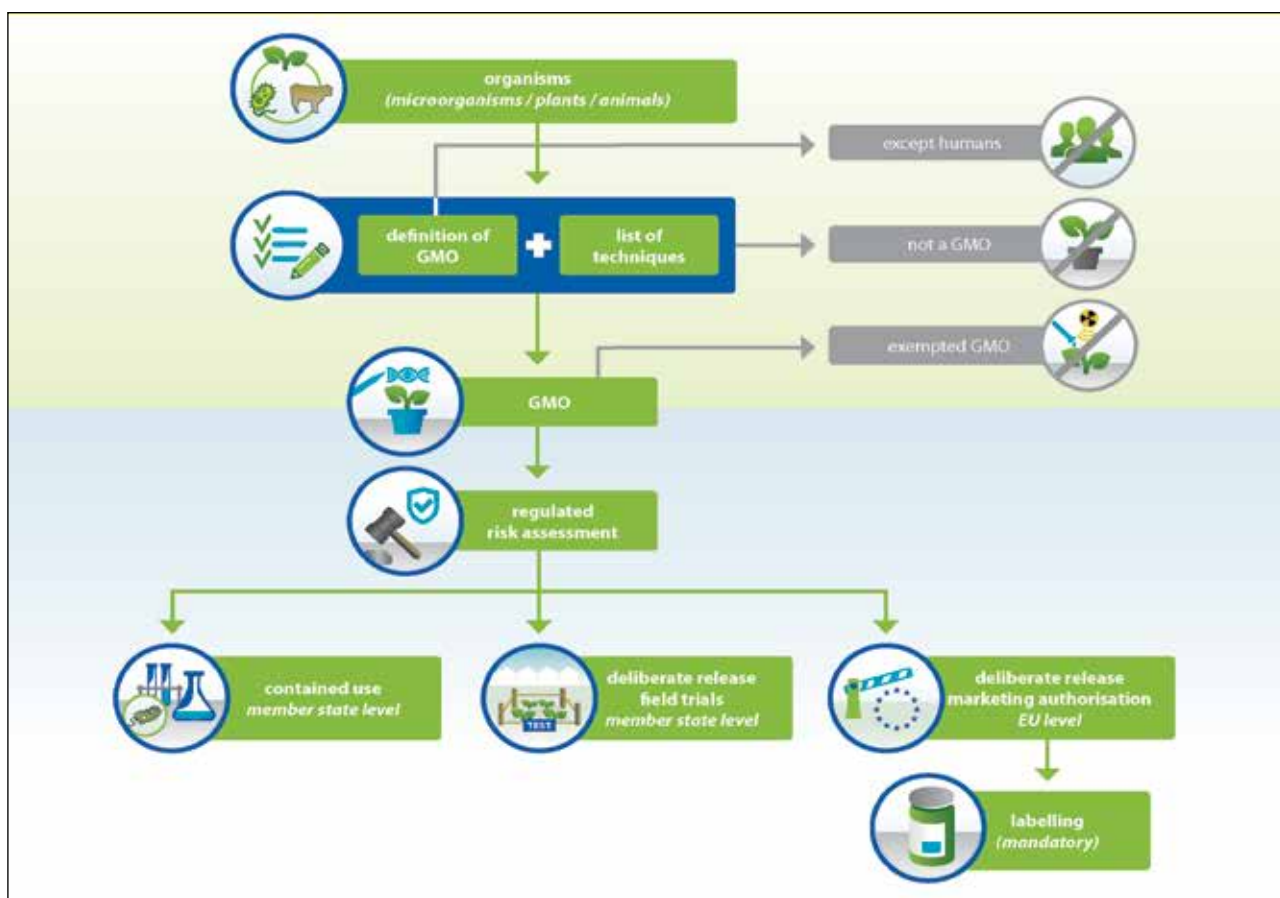 organisms
(microorganisms / plants / animals)
except humans
definition of
GMO
list of
techniques
not a GMO
exempted GMO
GMO
regulated
risk assessment
contained use
member state level
deliberate release
field trials
member state level
TEST
deliberate release
marketing authorisation
EU level
labelling
(mandatory)